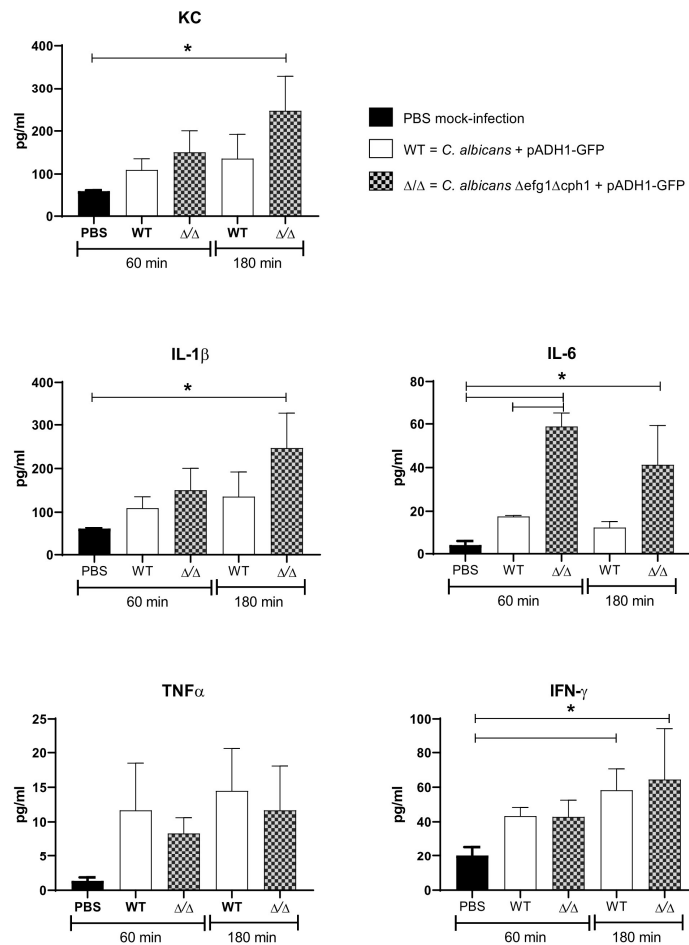 KC
*
400
300
200
100
0
pg/ml
PBS WT Δ/Δ WT Δ/Δ
60 min 180 min
PBS mock-infection
WT = C. albicans + pADH1-GFP
Δ/Δ = C. albicans Δefg1Δcph1 + pADH1-GFP
IL-1β
*
400
300
200
100
0
pg/ml
PBS WT Δ/Δ WT Δ/Δ
60 min 180 min
IL-6
*
80
60
40
20
0
pg/ml
PBS WT Δ/Δ WT Δ/Δ
60 min 180 min
TNFα
25
20
15
10
5
0
pg/ml
PBS WT Δ/Δ WT Δ/Δ
60 min 180 min
IFN-γ
*
100
80
60
40
20
0
pg/ml
PBS WT Δ/Δ WT Δ/Δ
60 min 180 min